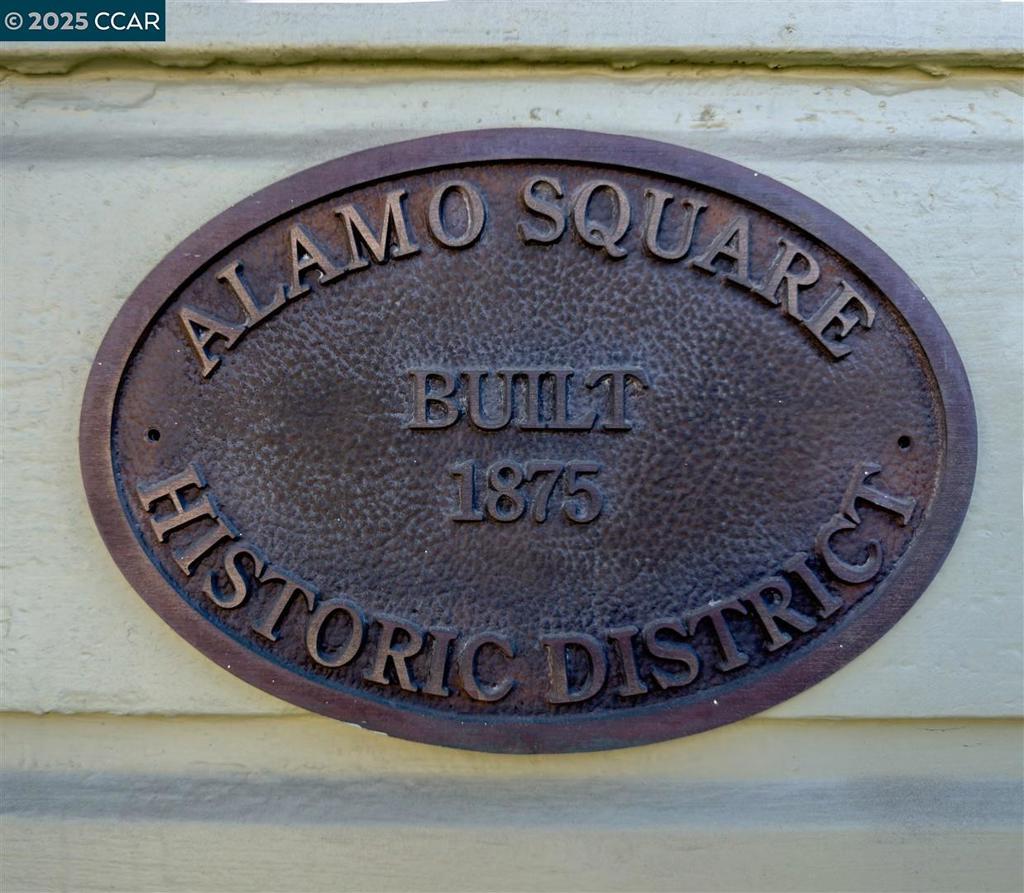 © 2025 CCAR
ALAMO SQUARE
BUILT
1875
HISTORIC DISTRICT